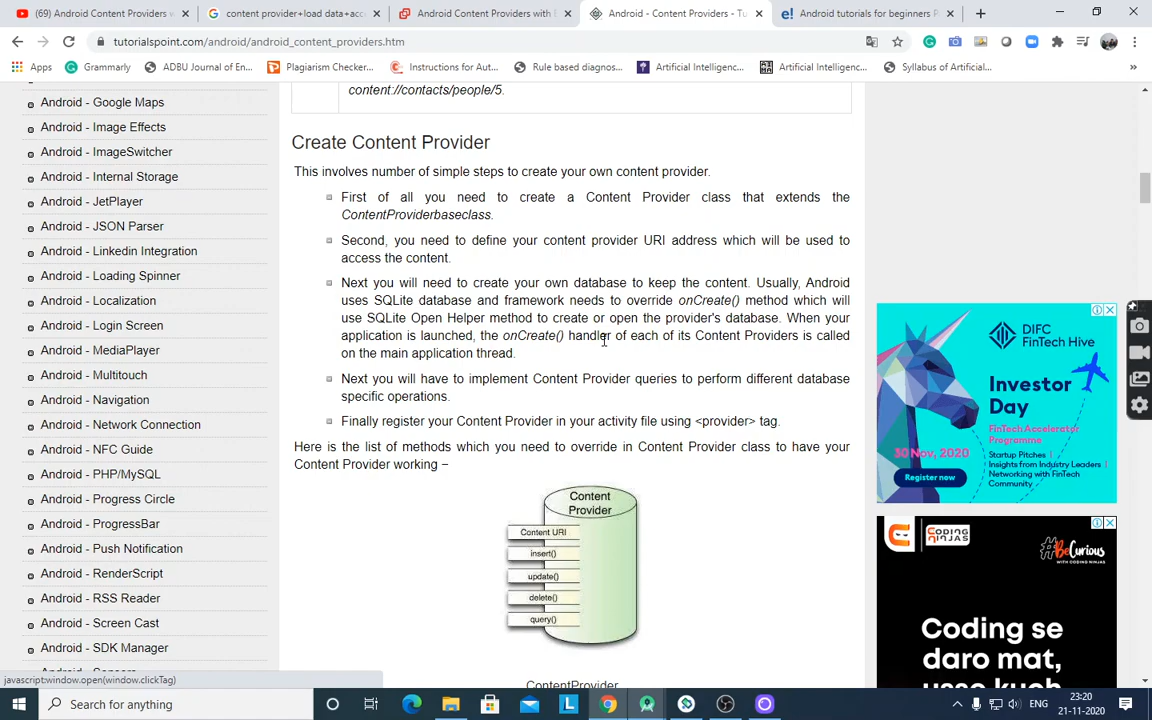 (69) Android Content Providers w
content provider+load data+acc
Android Content Providers with E
Android - Content Providers - Tu
Android tutorials for beginners P
tutorialspoint.com/android/android_content_providers.htm
Apps
Grammarly
ADBU Journal of En...
Plagiarism Checker...
Instructions for Aut...
Rule based diagnos...
Artificial Intelligenc...
Artificial Intelligenc...
Syllabus of Artificial...
»
content://contacts/people/5.
Android - Google Maps
Android - Image Effects
Android - ImageSwitcher
Android - Internal Storage
Android - JetPlayer
Android - JSON Parser
Android - Linkedin Integration
Android - Loading Spinner
Android - Localization
Android - Login Screen
Android - MediaPlayer
Android - Multitouch
Android - Navigation
Android - Network Connection
Android - NFC Guide
Android - PHP/MySQL
Android - Progress Circle
Android - ProgressBar
Android - Push Notification
Android - RenderScript
Android - RSS Reader
Android - Screen Cast
Android - SDK Manager
Create Content Provider
This involves number of simple steps to create your own content provider.
First of all you need to create a Content Provider class that extends the
ContentProviderbaseclass.
Second, you need to define your content provider URI address which will be used to
access the content.
Next you will need to create your own database to keep the content. Usually, Android
uses SQLite database and framework needs to override onCreate() method which will
use SQLite Open Helper method to create or open the provider's database. When your
application is launched, the onCreate() handler of each of its Content Providers is called
on the main application thread.
Next you will have to implement Content Provider queries to perform different database
specific operations.
Finally register your Content Provider in your activity file using <provider> tag.
Here is the list of methods which you need to override in Content Provider class to have your
Content Provider working −
Content
Provider
Content URI
insert()
update()
delete()
query()
ContentProvider
DIFC
FinTech Hive
Investor
Day
FinTech Accelerator
Programme
30 Nov, 2020
Register now
Startup Pitches |
Insights from Industry Leaders |
Networking with FinTech
Community |
CODING
NINJAS
#BeCurious
WITH CODING NINJAS
Coding se
daro mat,
javascript:window.open(window.clickTag)
Type here to search
ENG
23:20
21-11-2020